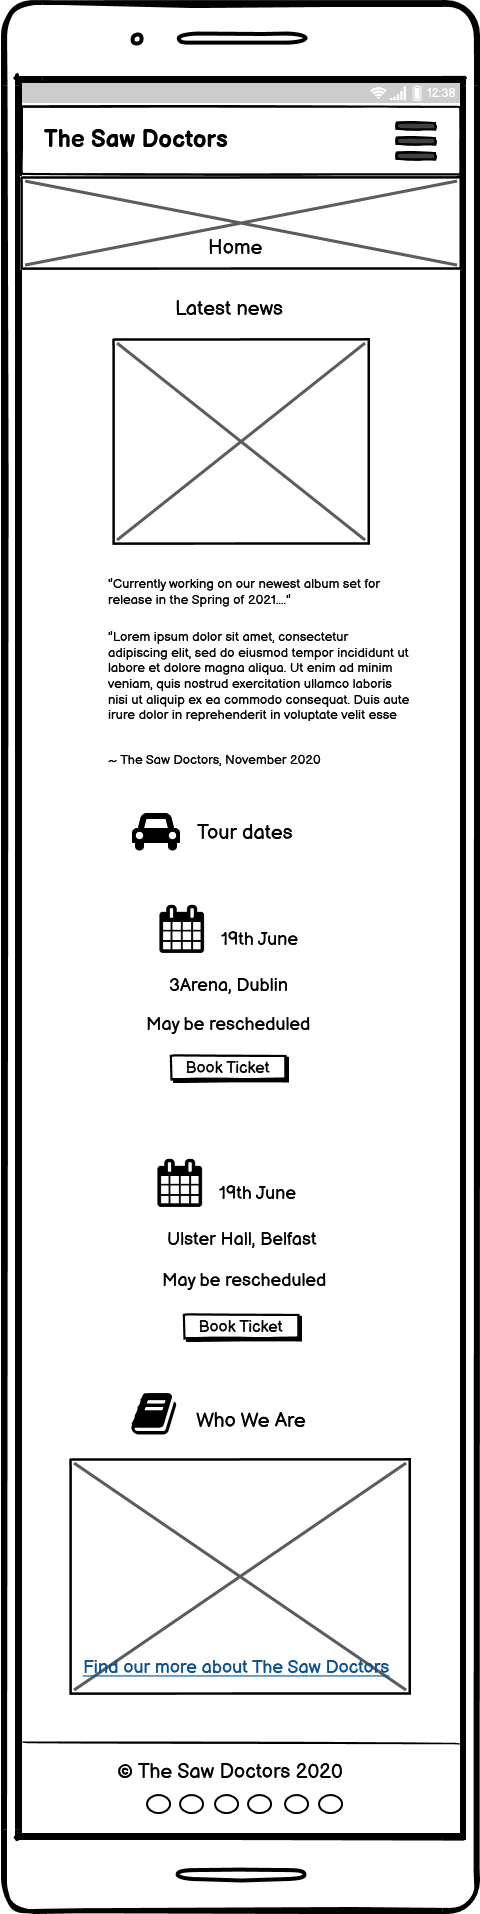 12:38
The Saw Doctors
Home
Latest news
"Currently working on our newest album set for
release in the Spring of 2021...."
"Lorem ipsum dolor sit amet, consectetur
adipiscing elit, sed do eiusmod tempor incididunt ut
labore et dolore magna aliqua. Ut enim ad minim
veniam, quis nostrud exercitation ullamco laboris
nisi ut aliquip ex ea commodo consequat. Duis aute
irure dolor in reprehenderit in voluptate velit esse
~ The Saw Doctors, November 2020
Tour dates
19th June
3Arena, Dublin
May be rescheduled
Book Ticket
19th June
Ulster Hall, Belfast
May be rescheduled
Book Ticket
Who We Are
Find our more about The Saw Doctors
© The Saw Doctors 2020